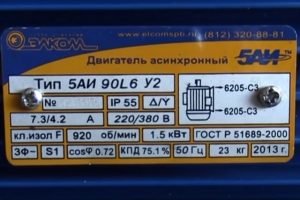 ЭЛКОМ www.elcomspb.ru (812) 320-88-81
Двигатель асинхронный 5АИ
Тип 5АИ 90L6 У2
IP 55 Δ/Y
7.3/4.2 А 220/380 В
6205-С3
6205-С3
кл.изол F 920 об/мин 1.5 кВт ГОСТ Р 51689-2000
3Ф~ S1 cosφ 0.72 КПД 75.1% 50 Гц 23 кг 2013 г.